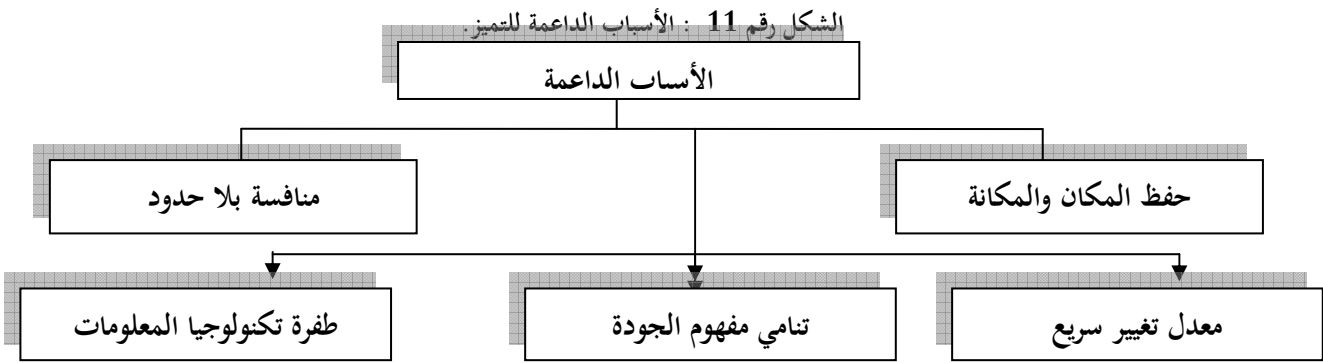 الشكل رقم 11 : الأسباب الداعمة للتميز.
الأسباب الداعمة
حفظ المكان والمكانة
منافسة بلا حدود
معدل تغيير سريع
تنامي مفهوم الجودة
طفرة تكنولوجيا المعلومات